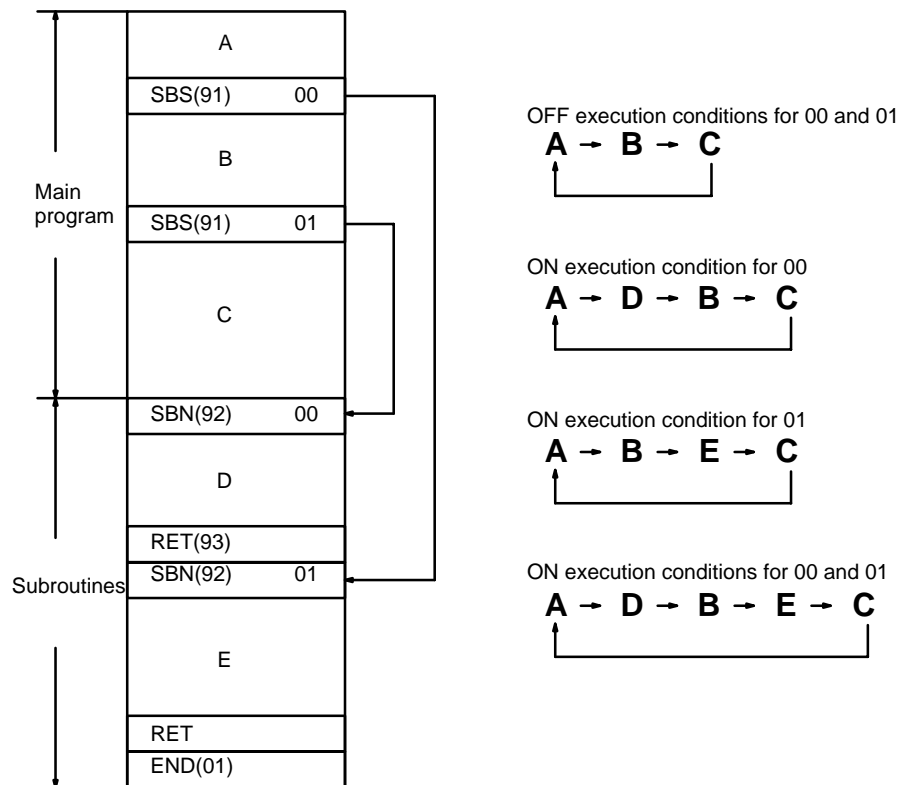 A
SBS(91) 00
B
Main
program
SBS(91) 01
C
SBN(92) 00
D
RET(93)
Subroutines
SBN(92) 01
E
RET
END(01)
OFF execution conditions for 00 and 01
A → B → C
ON execution condition for 00
A → D → B → C
ON execution condition for 01
A → B → E → C
ON execution conditions for 00 and 01
A → D → B → E → C